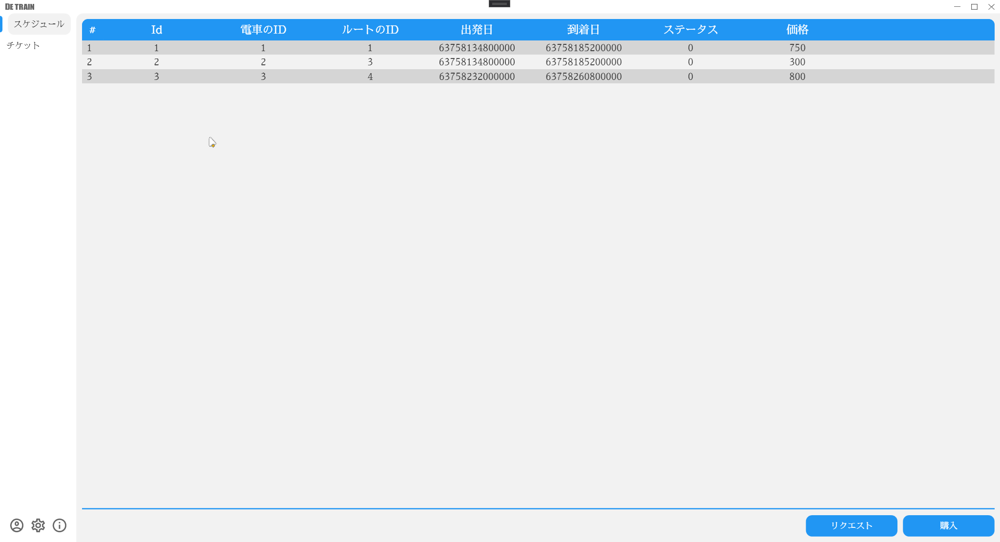 DE TRAIN
スケジュール
チケット
# Id 電車のID ルートのID 出発日 到着日 ステータス 価格
1 1 1 1 63758134800000 63758185200000 0 750
2 2 2 3 63758134800000 63758185200000 0 300
3 3 3 4 63758232000000 63758260800000 0 800
リクエスト 購入